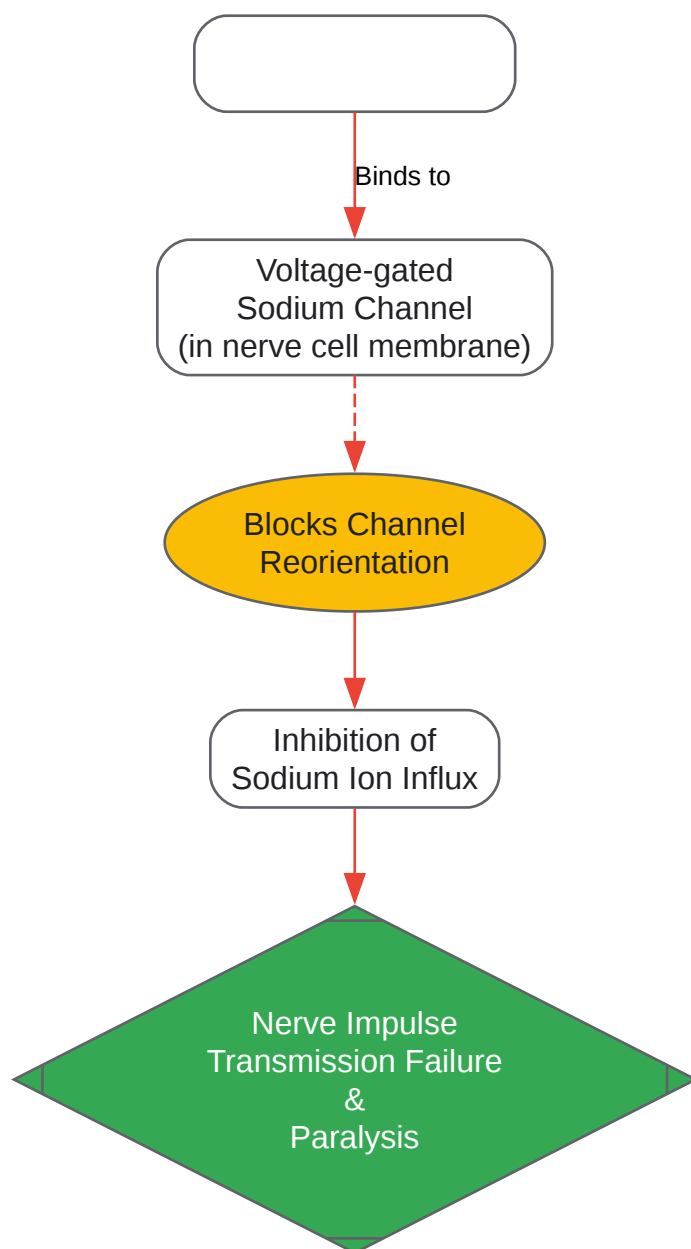 Binds to
Voltage-gated
Sodium Channel
(in nerve cell membrane)
Blocks Channel
Reorientation
Inhibition of
Sodium Ion Influx
Nerve Impulse
Transmission Failure
&
Paralysis